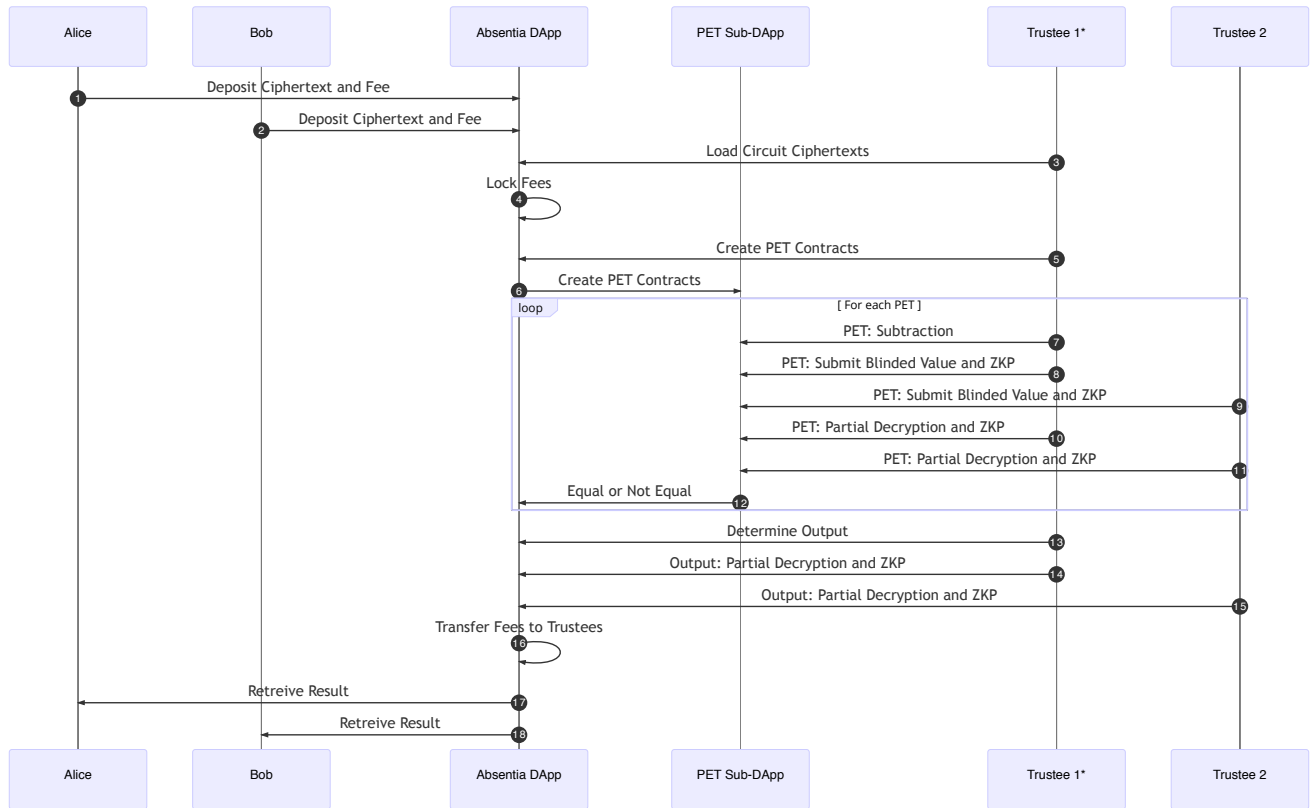 Alice
Bob
Absentia DApp
PET Sub-DApp
Trustee 1*
Trustee 2
Deposit Ciphertext and Fee
1
Deposit Ciphertext and Fee
2
Load Circuit Ciphertexts
3
Lock Fees
4
Create PET Contracts
5
Create PET Contracts
6
loop
[ For each PET ]
PET: Subtraction
7
PET: Submit Blinded Value and ZKP
8
PET: Submit Blinded Value and ZKP
9
PET: Partial Decryption and ZKP
10
PET: Partial Decryption and ZKP
11
Equal or Not Equal
12
Determine Output
13
Output: Partial Decryption and ZKP
14
Output: Partial Decryption and ZKP
15
Transfer Fees to Trustees
16
Retreive Result
17
Retreive Result
18
Alice
Bob
Absentia DApp
PET Sub-DApp
Trustee 1*
Trustee 2